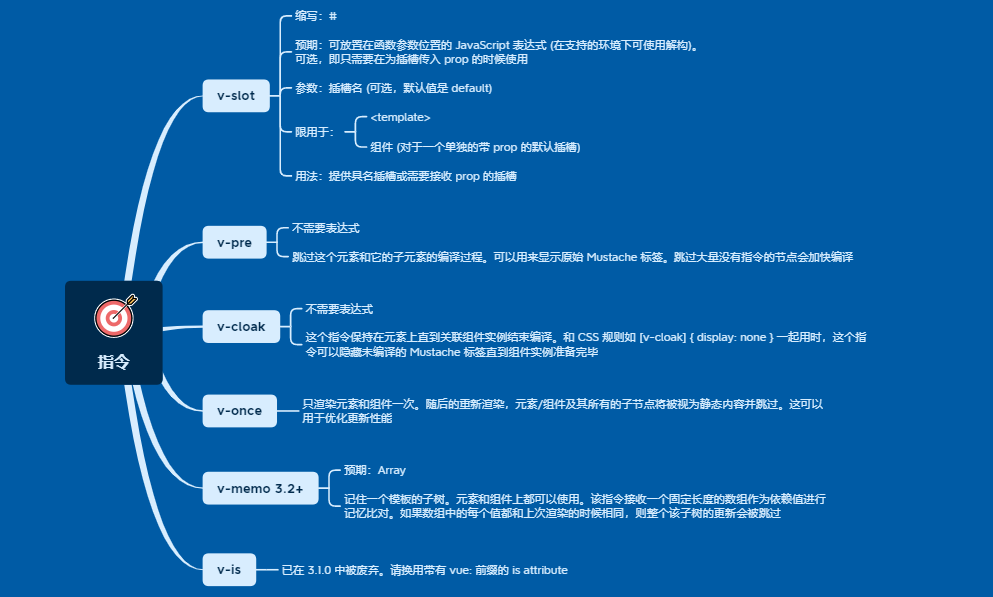 指令
v-slot
缩写：#
预期：可放置在函数参数位置的 JavaScript 表达式 (在支持的环境下可使用解构)。
可选，即只需要在为插槽传入 prop 的时候使用
参数：插槽名 (可选，默认值是 default)
限用于：
<template>
组件 (对于一个单独的带 prop 的默认插槽)
用法：提供具名插槽或需要接收 prop 的插槽
v-pre
不需要表达式
跳过这个元素和它的子元素的编译过程。可以用来显示原始 Mustache 标签。跳过大量没有指令的节点会加快编译
v-cloak
不需要表达式
这个指令保持在元素上直到关联组件实例结束编译。和 CSS 规则如 [v-cloak] { display: none } 一起用时，这个指
令可以隐藏未编译的 Mustache 标签直到组件实例准备完毕
v-once
只渲染元素和组件一次。随后的重新渲染，元素/组件及其所有的子节点将被视为静态内容并跳过。这可以
用于优化更新性能
v-memo 3.2+
预期：Array
记住一个模板的子树。元素和组件上都可以使用。该指令接收一个固定长度的数组作为依赖值进行
记忆比对。如果数组中的每个值都和上次渲染的时候相同，则整个该子树的更新会被跳过
v-is
已在 3.1.0 中被废弃。请换用带有 vue: 前缀的 is attribute